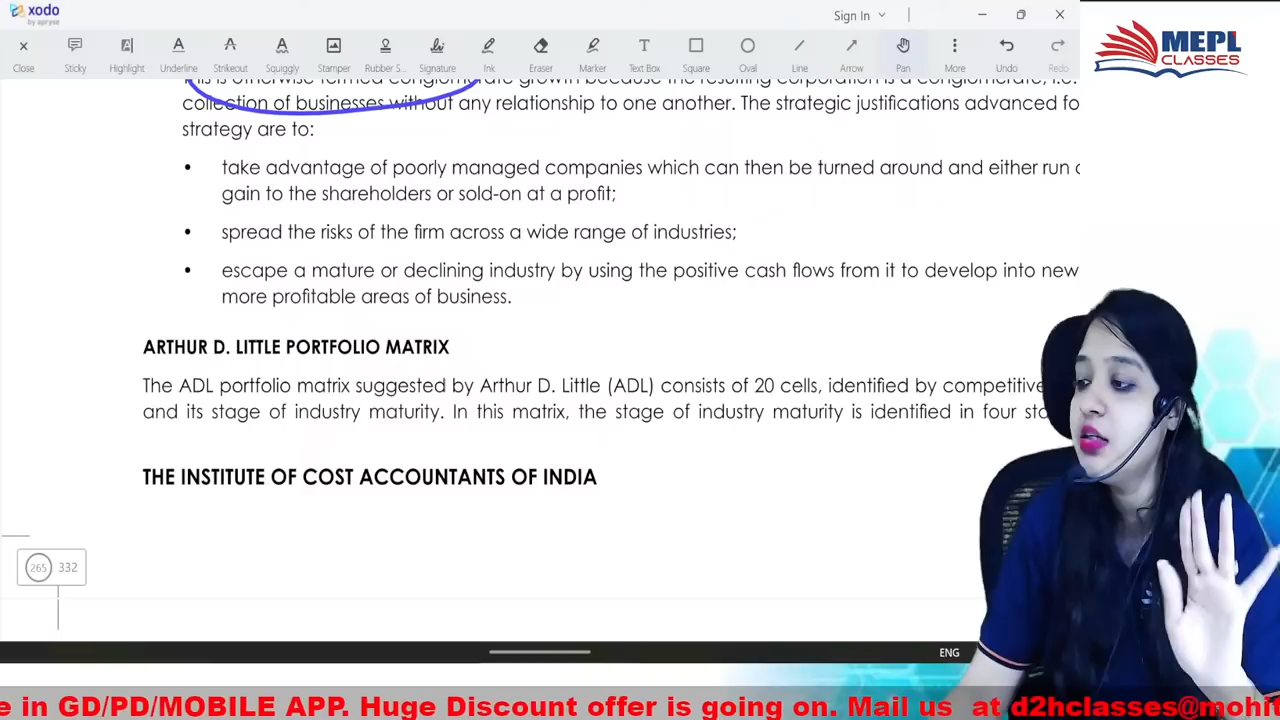 xodo
by apryse
Sign In
MEPL
CLASSES
Close
Sticky
Highlight
Underline
Strikeout
Squiggly
Stamper
Rubber
Signature
Eraser
Marker
Text Box
Square
Oval
Line
Arrow
Pan
Undo
Redo
collection of businesses without any relationship to one another. The strategic justifications advanced fo
strategy are to:
• take advantage of poorly managed companies which can then be turned around and either run
gain to the shareholders or sold-on at a profit;
• spread the risks of the firm across a wide range of industries;
• escape a mature or declining industry by using the positive cash flows from it to develop into new
more profitable areas of business.
ARTHUR D. LITTLE PORTFOLIO MATRIX
The ADL portfolio matrix suggested by Arthur D. Little (ADL) consists of 20 cells, identified by competitive
and its stage of industry maturity. In this matrix, the stage of industry maturity is identified in four
THE INSTITUTE OF COST ACCOUNTANTS OF INDIA
265 332
ENG
e in GD/PD/MOBILE APP. Huge Discount offer is going on. Mail us at d2hclasses@mohit